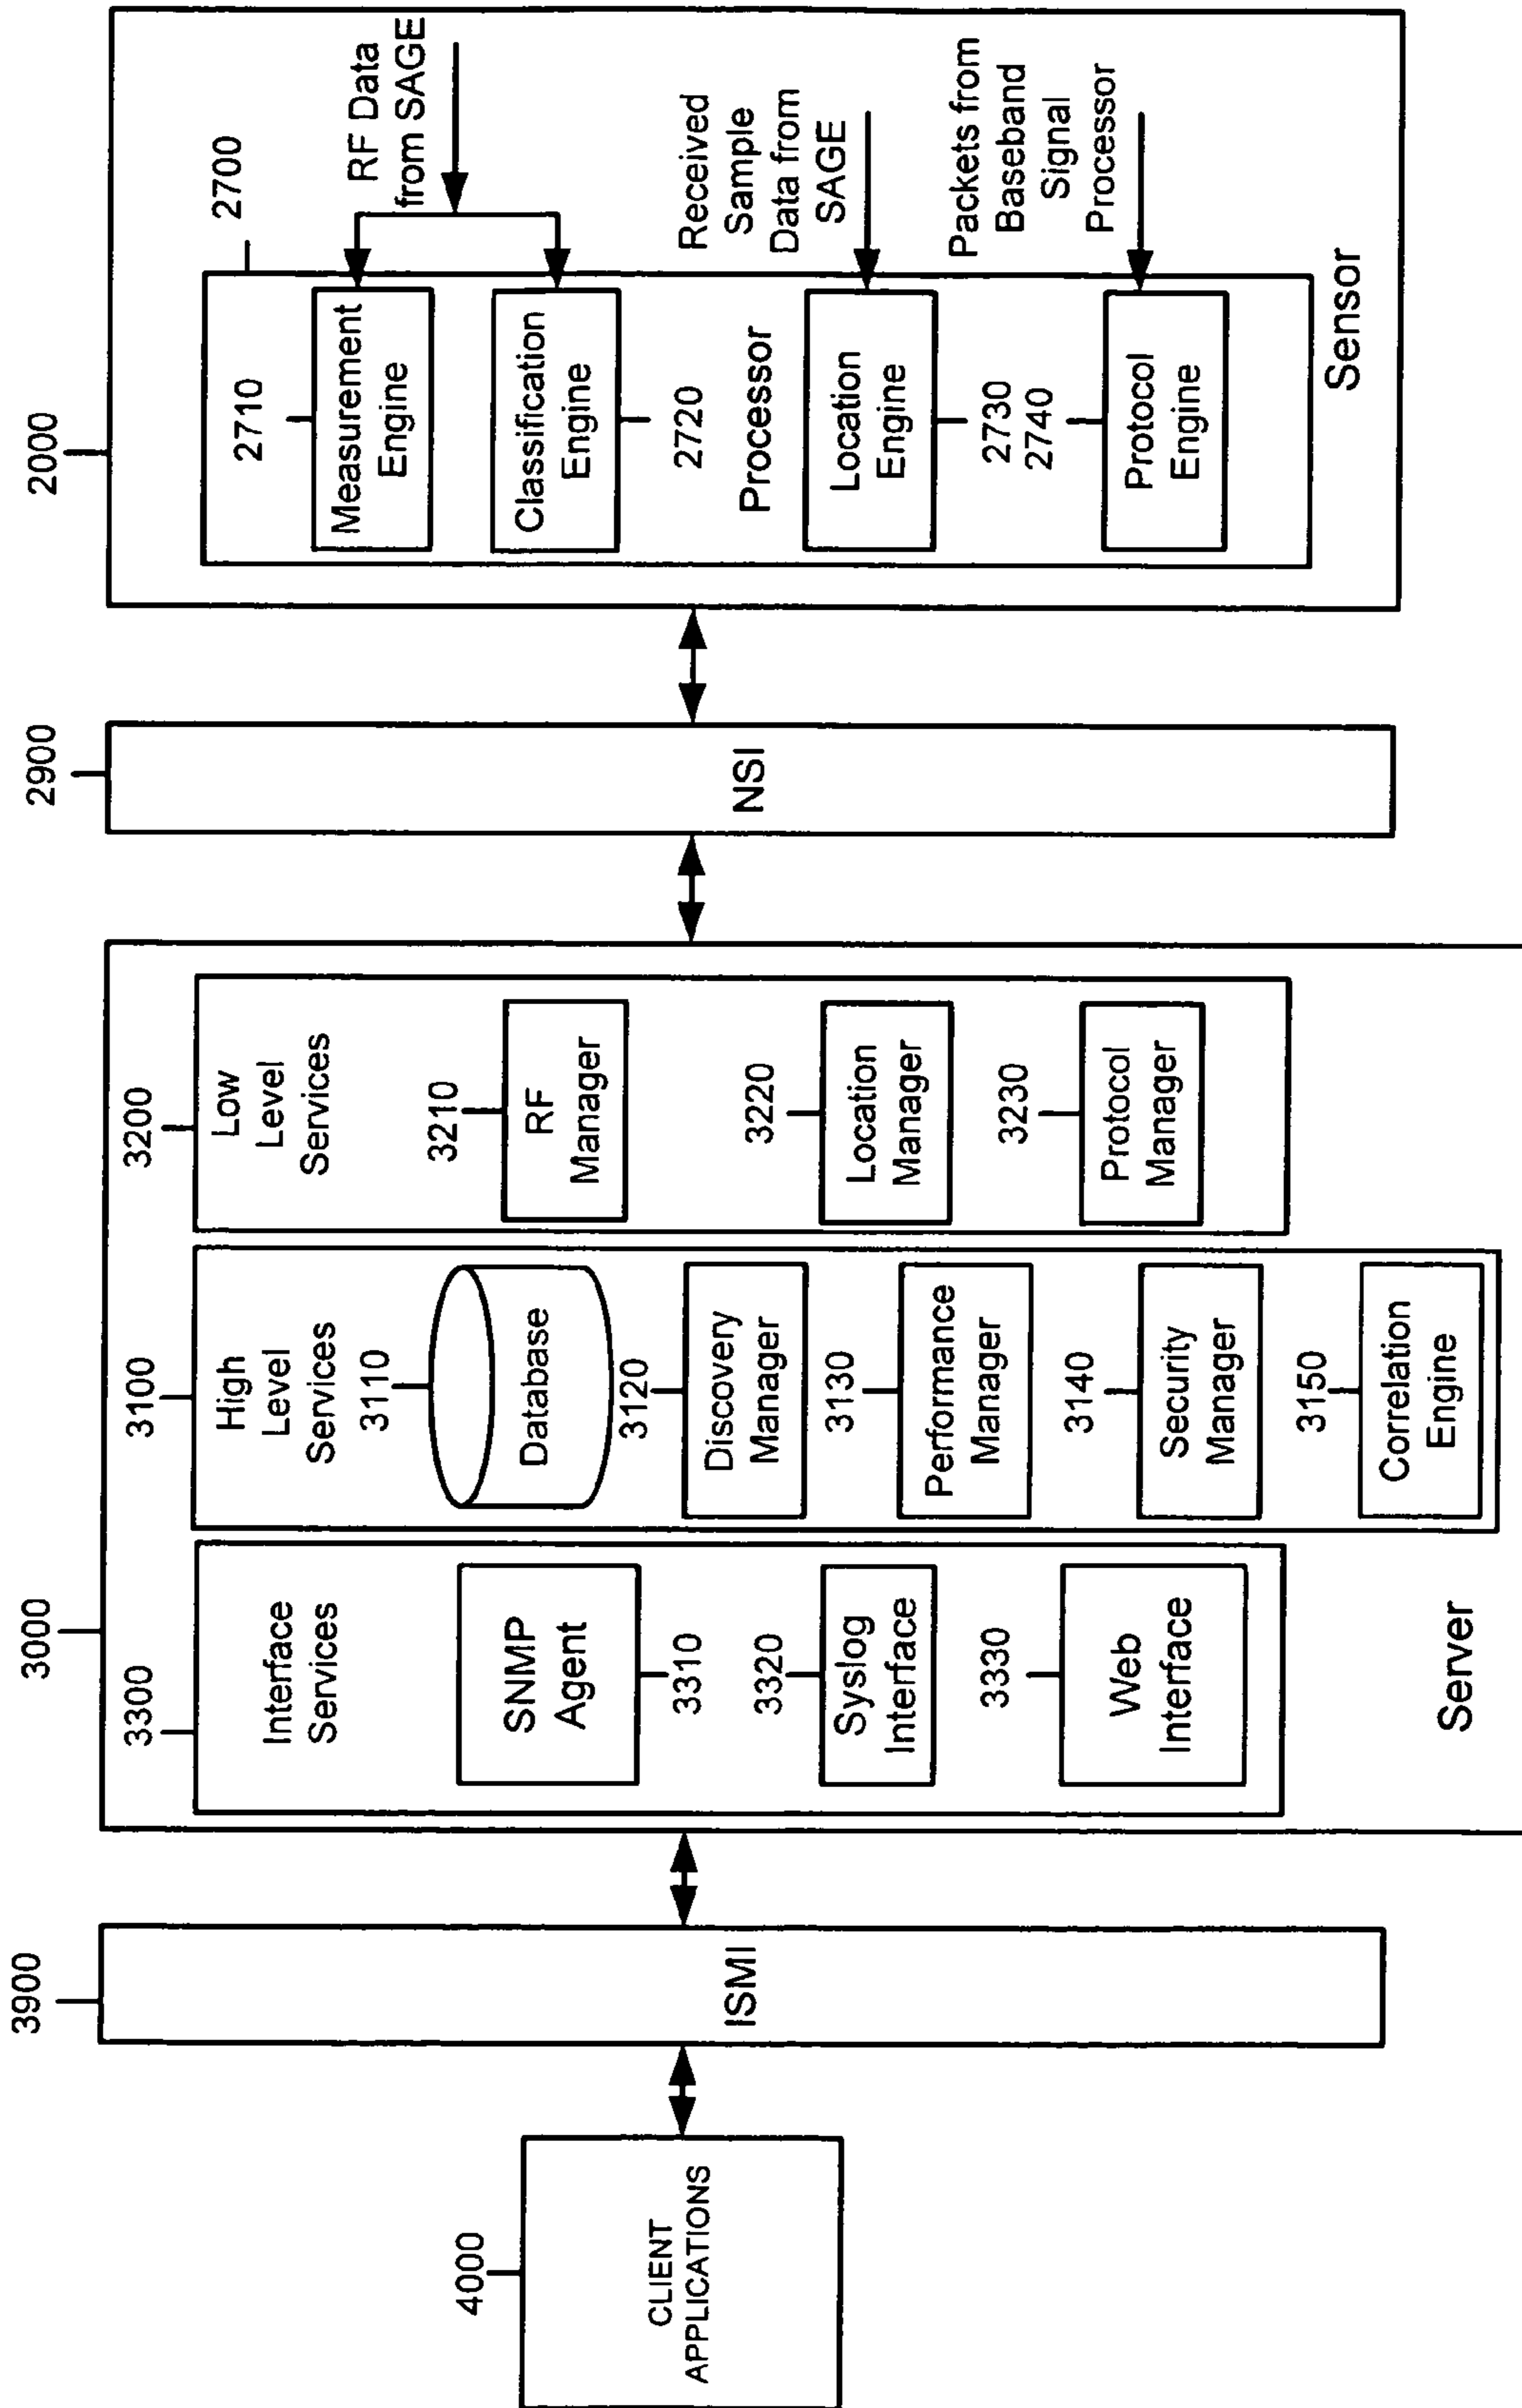 4000
CLIENT
APPLICATIONS
3900
ISMI
3000
3300
Interface
Services
SNMP
Agent
3310
3320
Syslog
Interface
3330
Web
Interface
3100
High
Level
Services
3110
Database
3120
Discovery
Manager
3130
Performance
Manager
3140
Security
Manager
3150
Correlation
Engine
3200
Low
Level
Services
3210
RF
Manager
3220
Location
Manager
3230
Protocol
Manager
Server
2900
NSI
2000
2700
2710
Measurement
Engine
Classification
Engine
2720
Processor
Location
Engine
2730
2740
Protocol
Engine
RF Data
from SAGE
Received
Sample
Data from
SAGE
Packets from
Baseband
Signal
Processor
Sensor